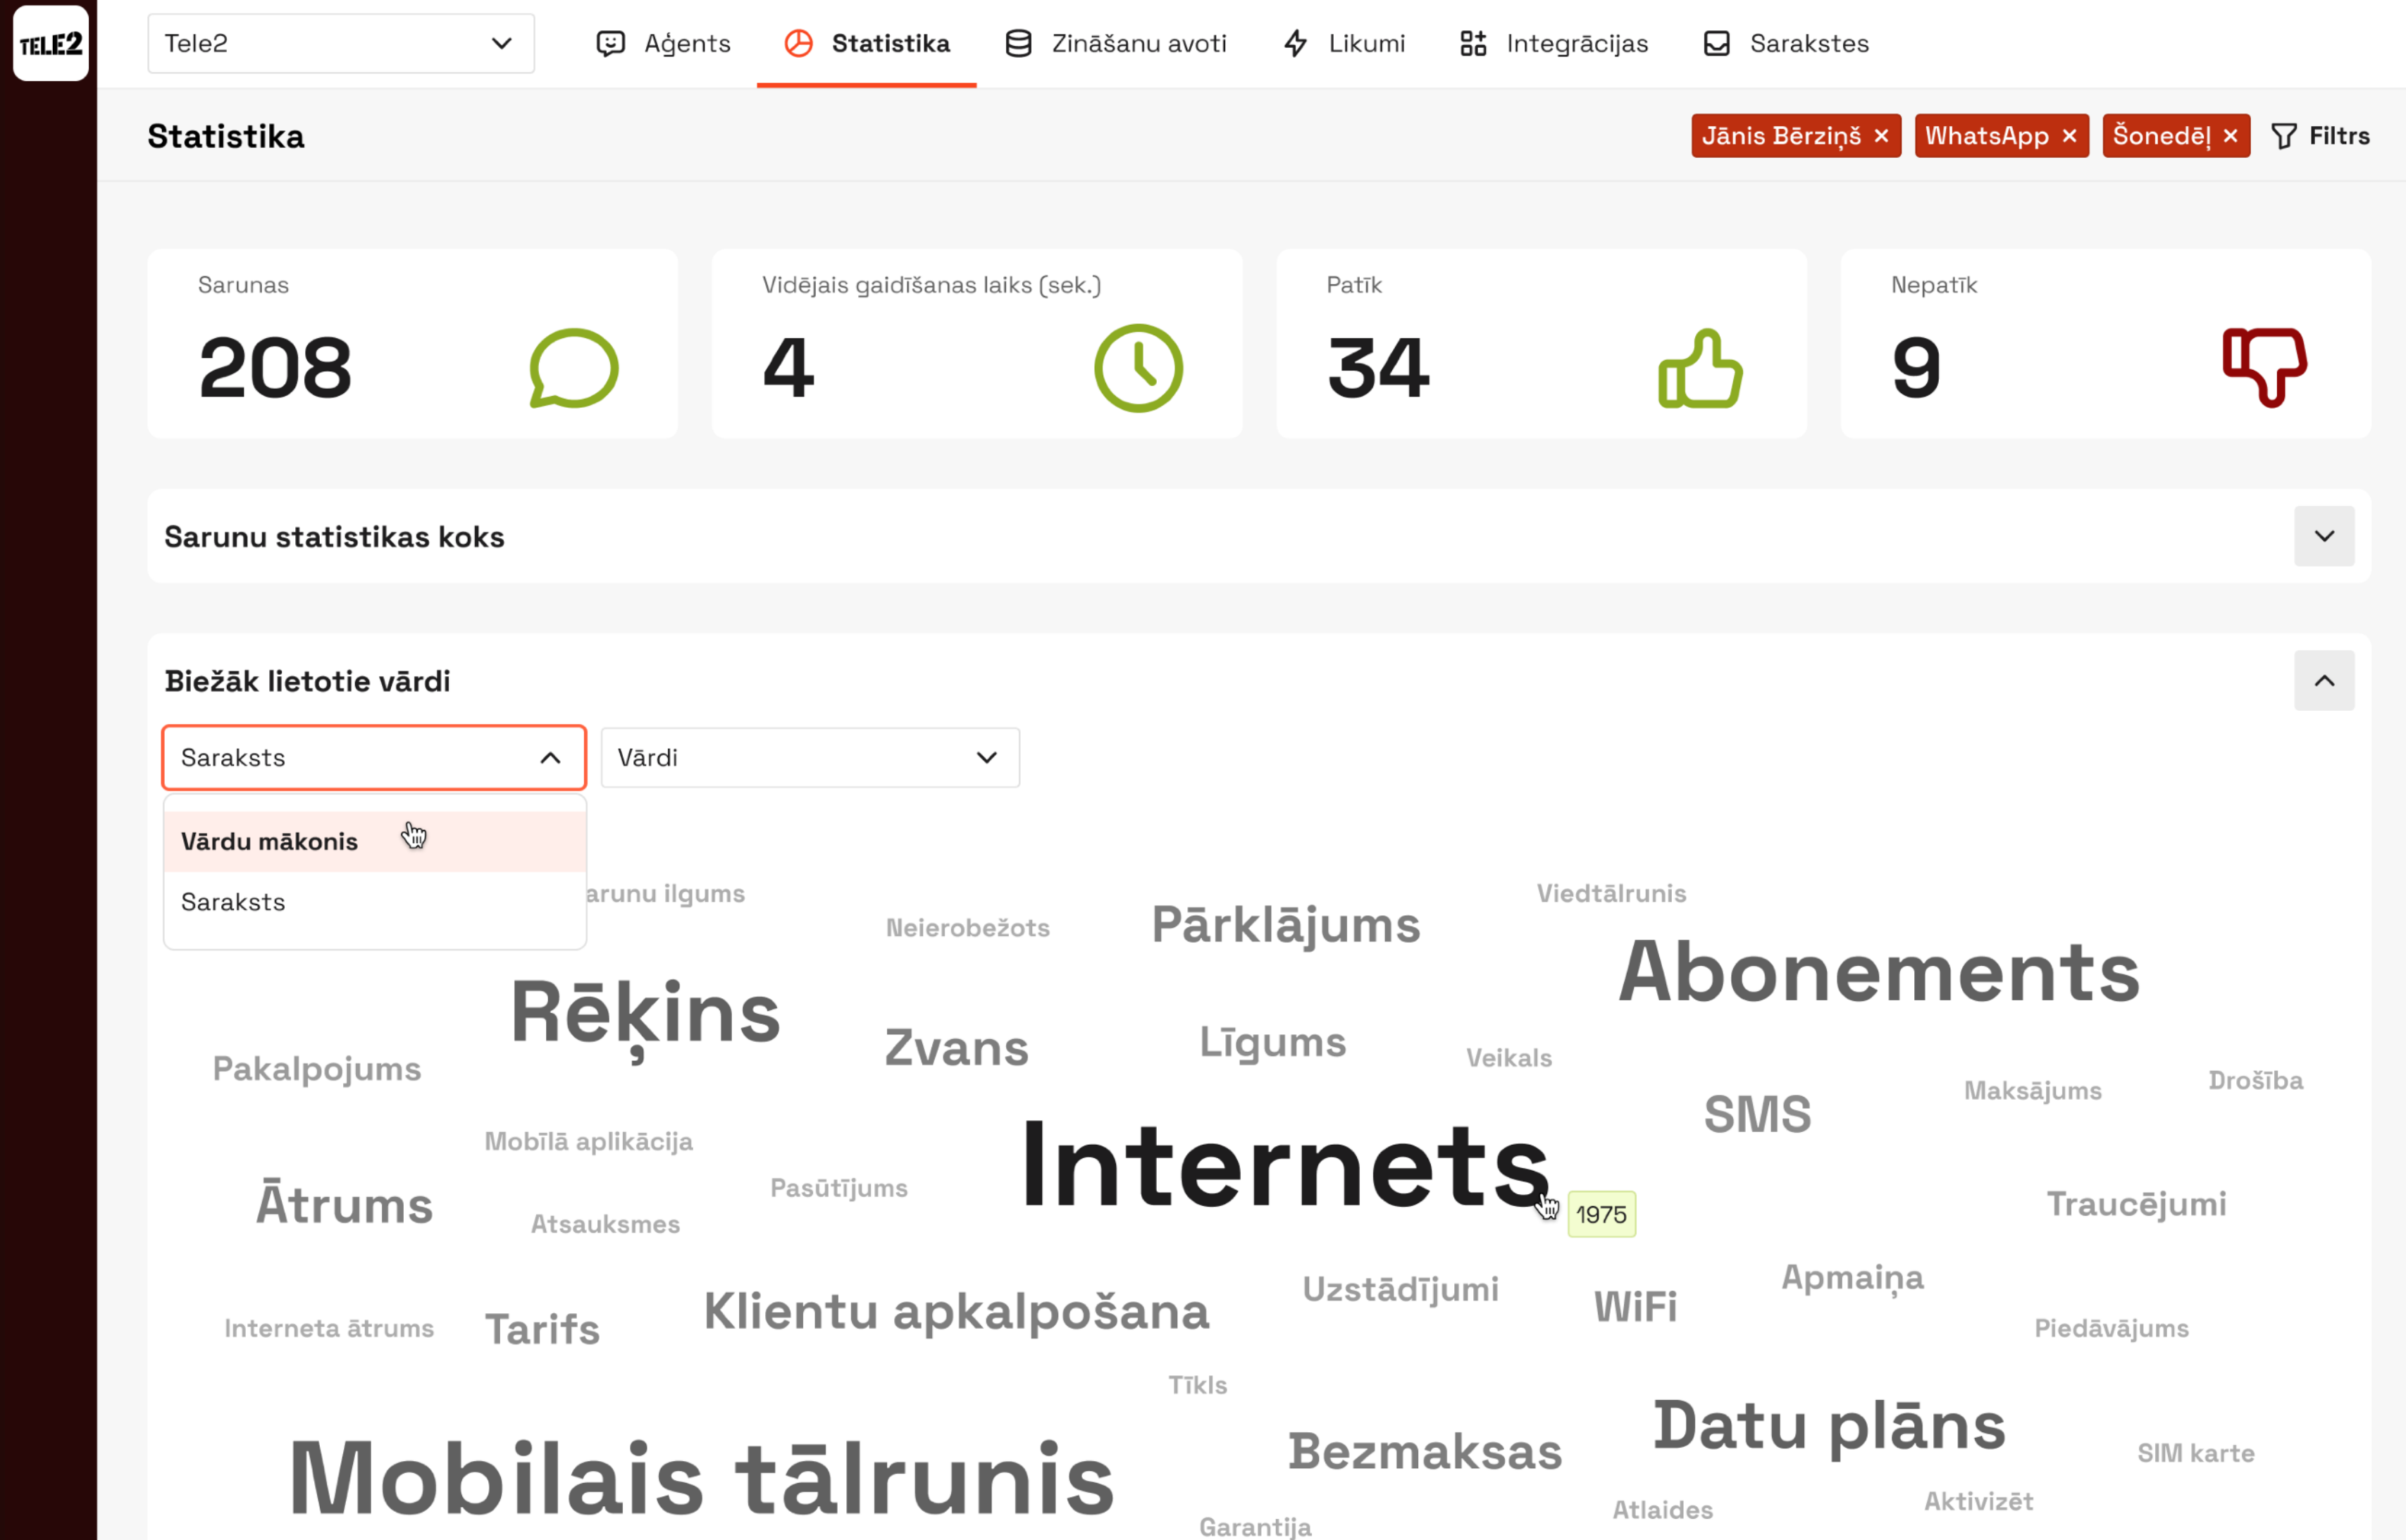 TELE2
Tele2
Aģents
Statistika
Zināšanu avoti
Likumi
Integrācijas
Sarakstes
Statistika
Jānis Bērziņš ×
WhatsApp ×
Šonedēļ ×
Filtrs
Sarunas
208
Vidējais gaidīšanas laiks (sek.)
4
Patīk
34
Nepatīk
9
Sarunu statistikas koks
Biežāk lietotie vārdi
Saraksts
Vārdi
Vārdu mākonis
Saraksts
arunu ilgums
Neierobežots
Pārklājums
Viedtālrunis
Abonements
Rēķins
Zvans
Līgums
Veikals
Pakalpojums
SMS
Maksājums
Drošība
Mobīlā aplikācija
Internets
Pasūtījums
Ātrums
Atsauksmes
1975
Traucējumi
Klientu apkalpošana
Uzstādījumi
WiFi
Apmaiņa
Interneta ātrums
Tarifs
Piedāvājums
Tīkls
Mobilais tālrunis
Bezmaksas
Datu plāns
SIM karte
Garantija
Atlaides
Aktivizēt